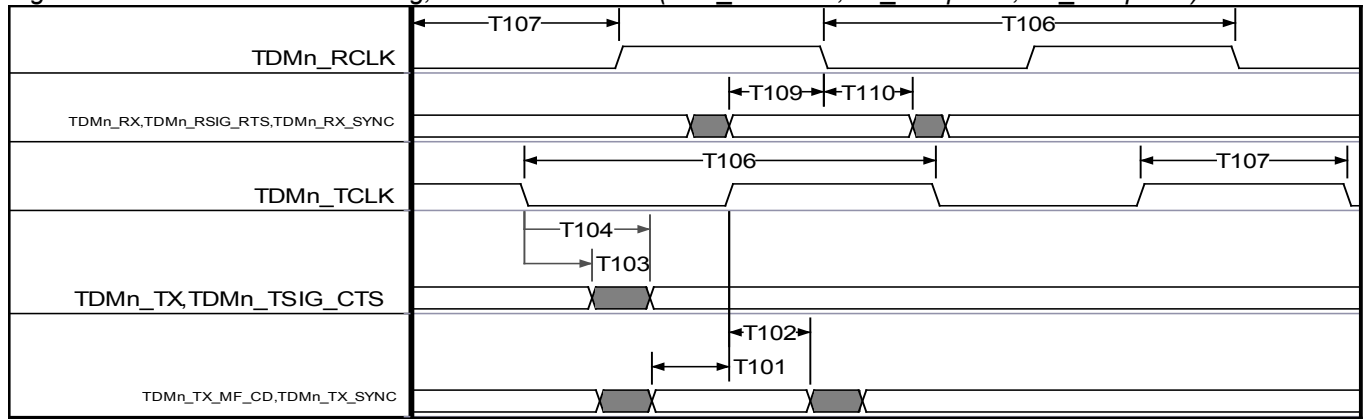 T107
T106
TDMn_RCLK
T109
T110
TDMn_RX,TDMn_RSIG_RTS,TDMn_RX_SYNC
T106
T107
TDMn_TCLK
T104
T103
TDMn_TX,TDMn_TSIG_CTS
T102
T101
TDMn_TX_MF_CD,TDMn_TX_SYNC